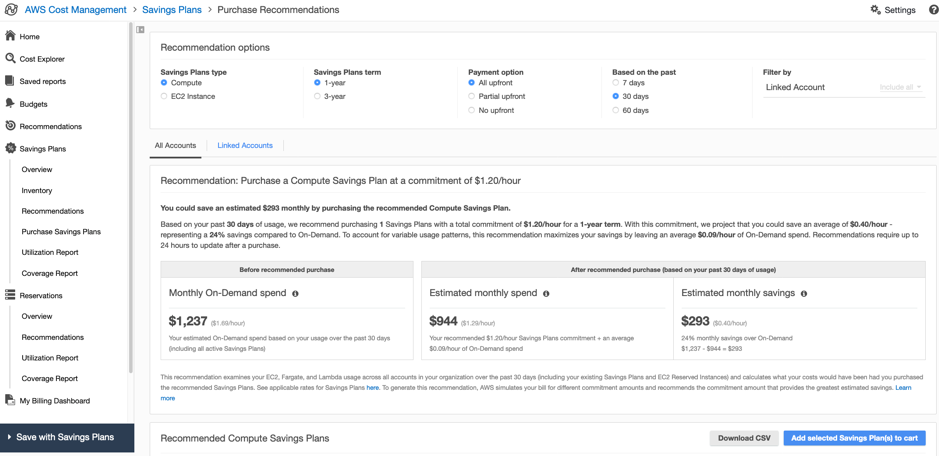 AWS Cost Management > Savings Plans > Purchase Recommendations
Settings
Home
Cost Explorer
Saved reports
Budgets
Recommendations
Savings Plans
Overview
Inventory
Recommendations
Purchase Savings Plans
Utilization Report
Coverage Report
Reservations
Overview
Recommendations
Utilization Report
Coverage Report
My Billing Dashboard
Save with Savings Plans
Recommendation options
Savings Plans type
Compute
EC2 Instance
Savings Plans term
1-year
3-year
Payment option
All upfront
Partial upfront
No upfront
Based on the past
7 days
30 days
60 days
Filter by
Linked Account
Include all
All Accounts
Linked Accounts
Recommendation: Purchase a Compute Savings Plan at a commitment of $1.20/hour
You could save an estimated $293 monthly by purchasing the recommended Compute Savings Plan.
Based on your past 30 days of usage, we recommend purchasing 1 Savings Plans with a total commitment of $1.20/hour for a 1-year term. With this commitment, we project that you could save an average of $0.40/hour -
representing a 24% savings compared to On-Demand. To account for variable usage patterns, this recommendation maximizes your savings by leaving an average $0.09/hour of On-Demand spend. Recommendations require up to
24 hours to update after a purchase.
Before recommended purchase
Monthly On-Demand spend
$1,237 ($1.69/hour)
Your estimated On-Demand spend based on your usage over the past 30 days
(including all active Savings Plans)
After recommended purchase (based on your past 30 days of usage)
Estimated monthly spend
$944 ($1.29/hour)
Your recommended $1.20/hour Savings Plans commitment + an average
$0.09/hour of On-Demand spend
Estimated monthly savings
$293 ($0.40/hour)
24% monthly savings over On-Demand
$1,237 - $944 = $293
This recommendation examines your EC2, Fargate, and Lambda usage across all accounts in your organization over the past 30 days (including your existing Savings Plans and EC2 Reserved Instances) and calculates what your costs would have been had you purchased
the recommended Savings Plans. See applicable rates for Savings Plans here. To generate this recommendation, AWS simulates your bill for different commitment amounts and recommends the commitment amount that provides the greatest estimated savings. Learn
more
Recommended Compute Savings Plans
Download CSV
Add selected Savings Plan(s) to cart